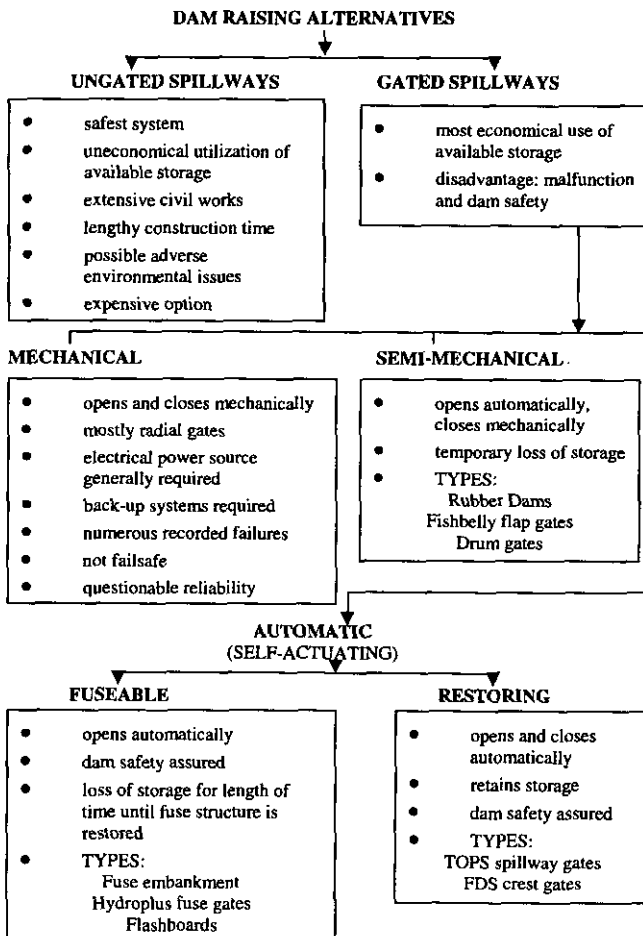 DAM RAISING ALTERNATIVES
UNGATED SPILLWAYS
• safest system
• uneconomical utilization of
available storage
• extensive civil works
• lengthy construction time
• possible adverse
environmental issues
• expensive option
GATED SPILLWAYS
• most economical use of
available storage
• disadvantage: malfunction
and dam safety
MECHANICAL
• opens and closes mechanically
• mostly radial gates
• electrical power source
generally required
• back-up systems required
• numerous recorded failures
• not failsafe
• questionable reliability
SEMI-MECHANICAL
• opens automatically,
closes mechanically
• temporary loss of storage
• TYPES:
Rubber Dams
Fishbelly flap gates
Drum gates
AUTOMATIC
(SELF-ACTUATING)
FUSEABLE
• opens automatically
• dam safety assured
• loss of storage for length of
time until fuse structure is
restored
• TYPES:
Fuse embankment
Hydroplus fuse gates
Flashboards
RESTORING
• opens and closes
automatically
• retains storage
• dam safety assured
• TYPES:
TOPS spillway gates
FDS crest gates